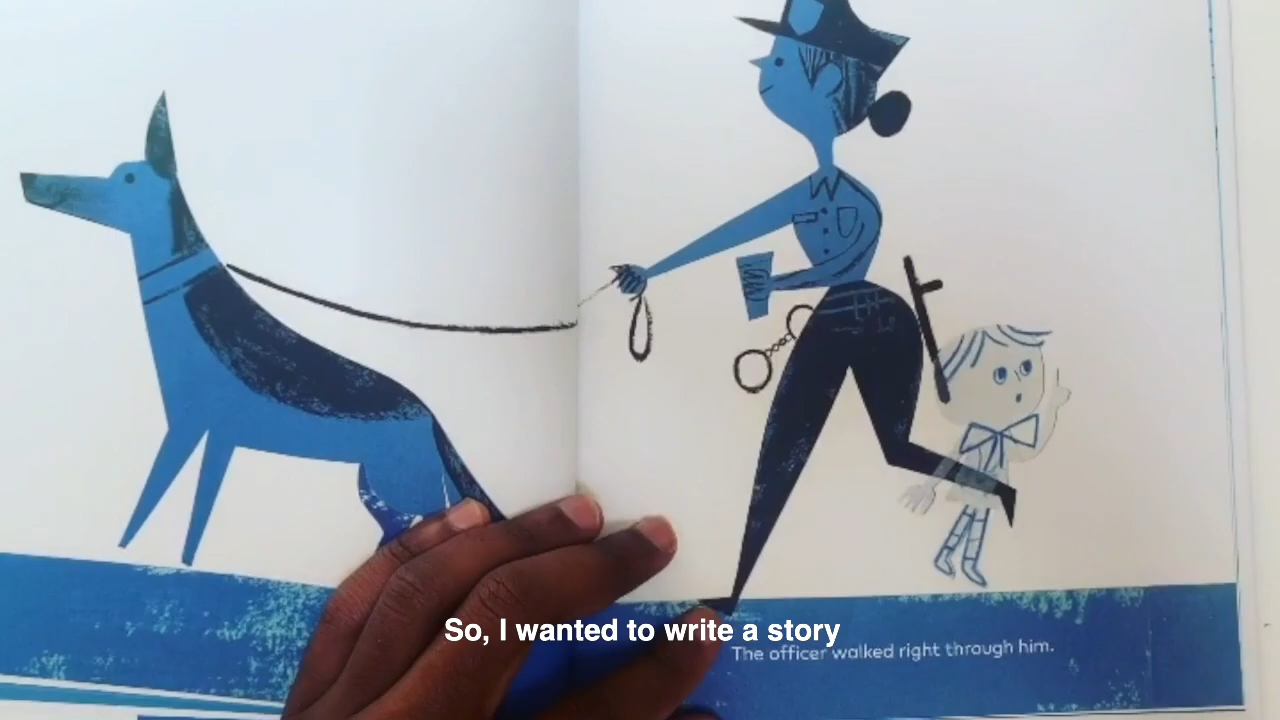 So, I wanted to write a story
The officer walked right through him.